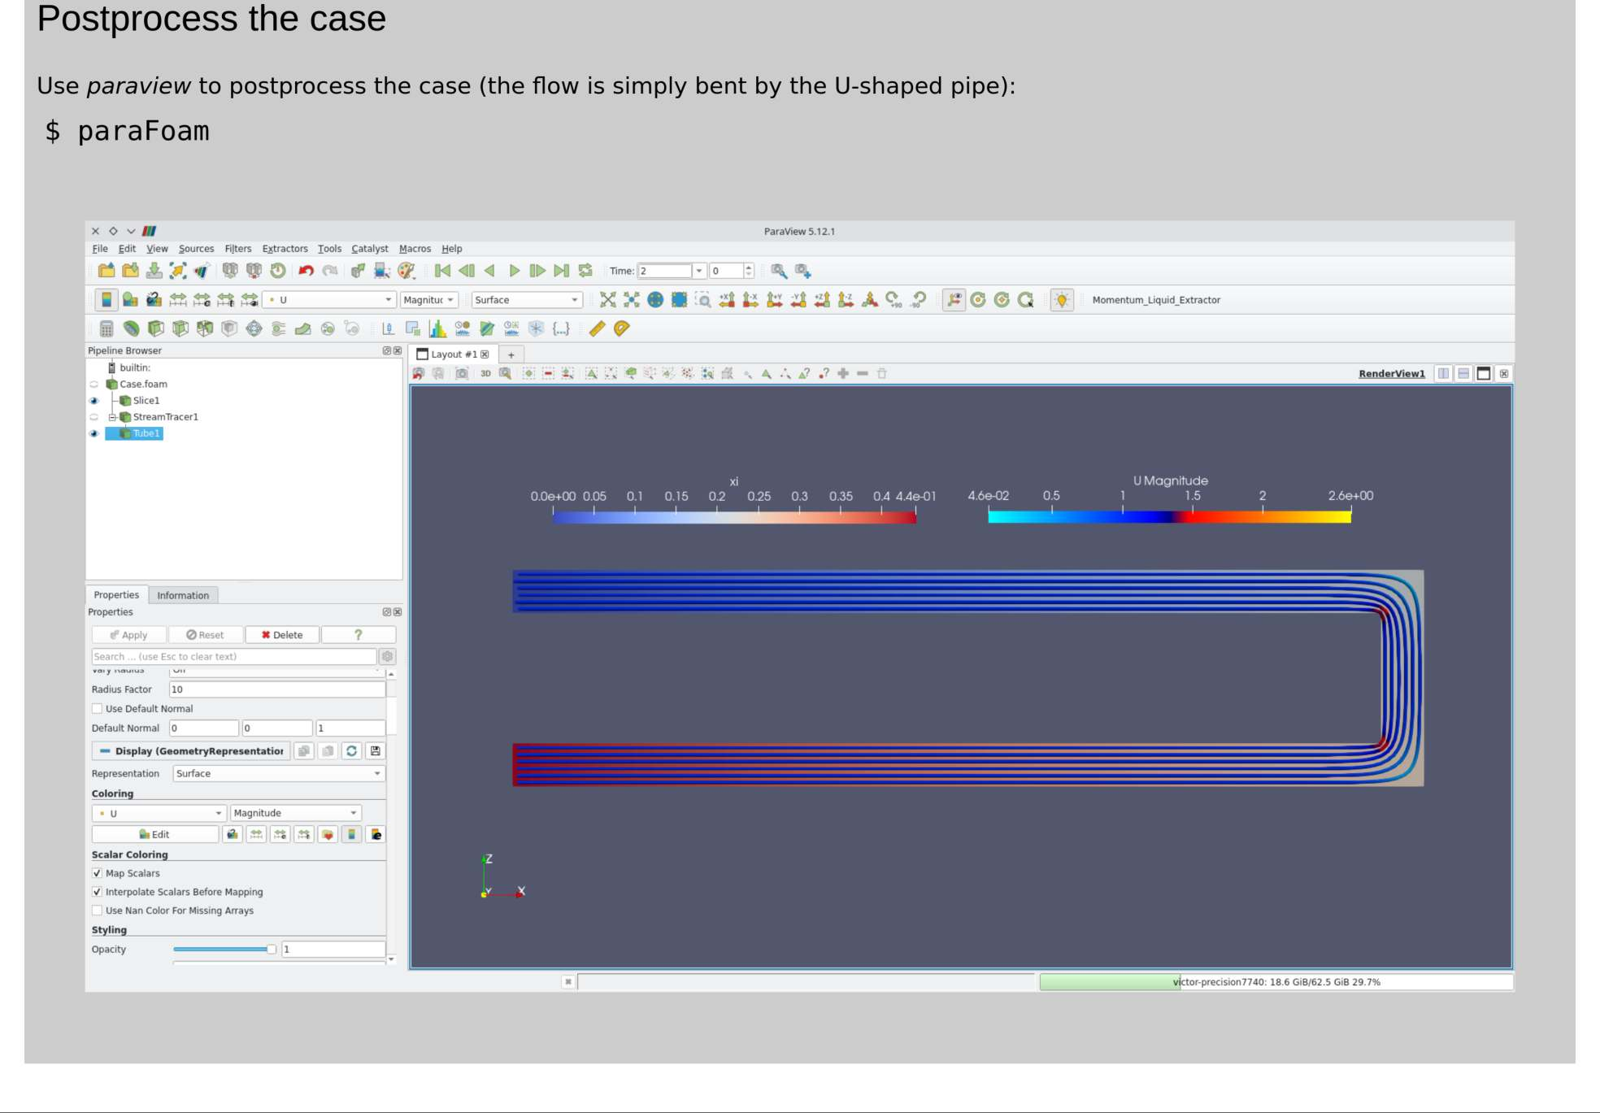 Postprocess the case
Use paraview to postprocess the case (the flow is simply bent by the U-shaped pipe):
$ paraFoam
ParaView 5.12.1
File Edit View Sources Filters Extractors Tools Catalyst Macros Help
Time: 2 0
U Magnituc Surface Momentum_Liquid_Extractor
Pipeline Browser
Layout #1 +
builtin:
3D RenderView1
Case.foam
Slice1
StreamTracer1
Tube1
xi
0.0e+00 0.05 0.1 0.15 0.2 0.25 0.3 0.35 0.4 4.4e-01
U Magnitude
4.6e-02 0.5 1 1.5 2 2.6e+00
Properties Information
Properties
Apply Reset Delete ?
Search ... (use Esc to clear text)
Vary Radius Off
Radius Factor 10
Use Default Normal
Default Normal 0 0 1
Display (GeometryRepresentation
Representation Surface
Coloring
U Magnitude
Edit
Scalar Coloring
Map Scalars
Interpolate Scalars Before Mapping
Use Nan Color For Missing Arrays
Styling
Opacity 1
Z
Y X
victor-precision7740: 18.6 GiB/62.5 GiB 29.7%